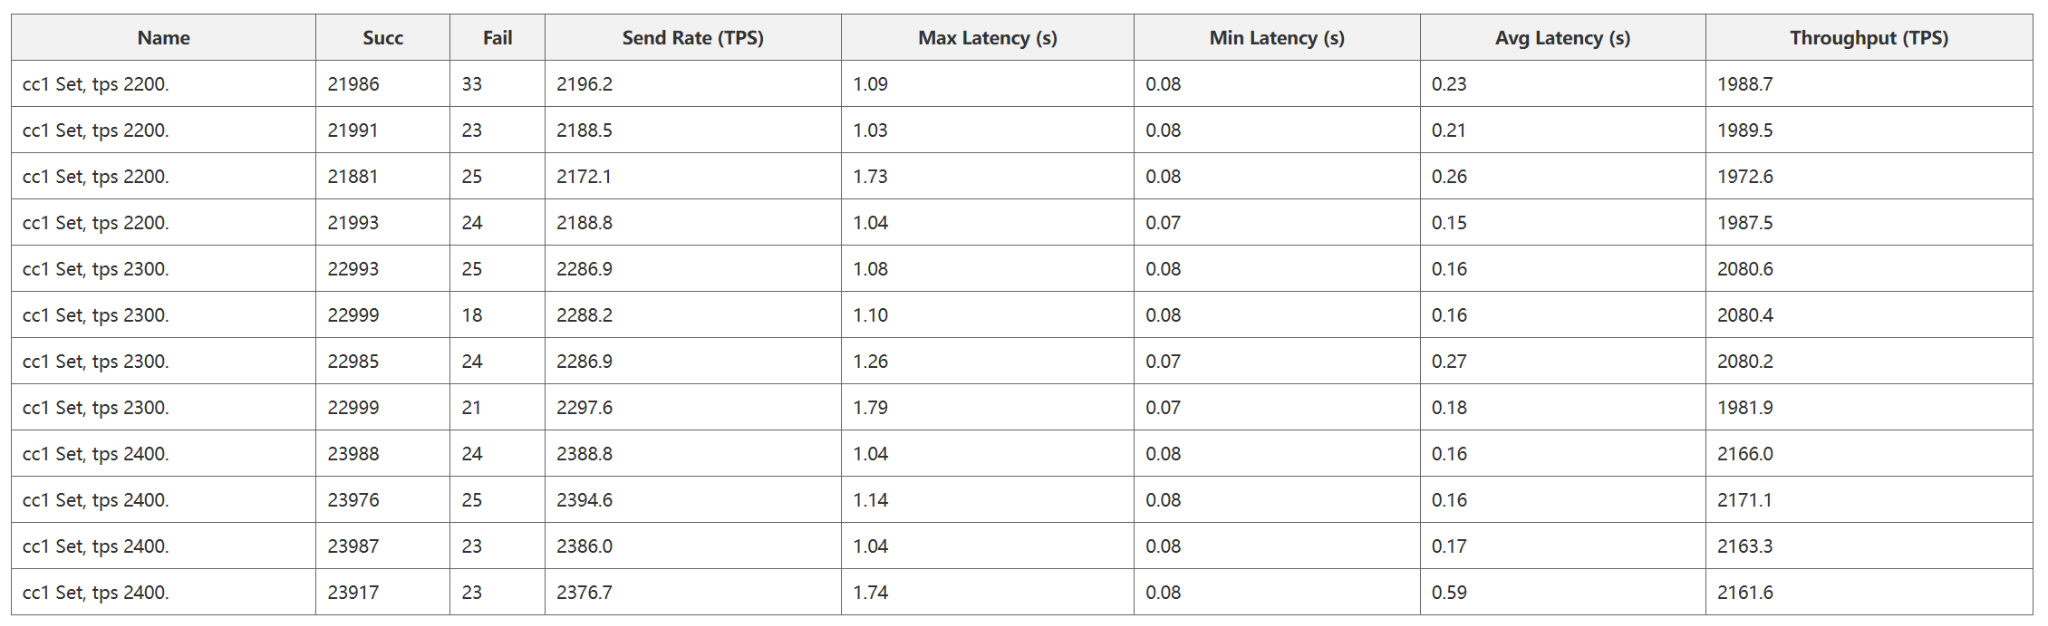 Name Succ Fail Send Rate (TPS) Max Latency (s) Min Latency (s) Avg Latency (s) Throughput (TPS)
cc1 Set, tps 2200. 21986 33 2196.2 1.09 0.08 0.23 1988.7
cc1 Set, tps 2200. 21991 23 2188.5 1.03 0.08 0.21 1989.5
cc1 Set, tps 2200. 21881 25 2172.1 1.73 0.08 0.26 1972.6
cc1 Set, tps 2200. 21993 24 2188.8 1.04 0.07 0.15 1987.5
cc1 Set, tps 2300. 22993 25 2286.9 1.08 0.08 0.16 2080.6
cc1 Set, tps 2300. 22999 18 2288.2 1.10 0.08 0.16 2080.4
cc1 Set, tps 2300. 22985 24 2286.9 1.26 0.07 0.27 2080.2
cc1 Set, tps 2300. 22999 21 2297.6 1.79 0.07 0.18 1981.9
cc1 Set, tps 2400. 23988 24 2388.8 1.04 0.08 0.16 2166.0
cc1 Set, tps 2400. 23976 25 2394.6 1.14 0.08 0.16 2171.1
cc1 Set, tps 2400. 23987 23 2386.0 1.04 0.08 0.17 2163.3
cc1 Set, tps 2400. 23917 23 2376.7 1.74 0.08 0.59 2161.6